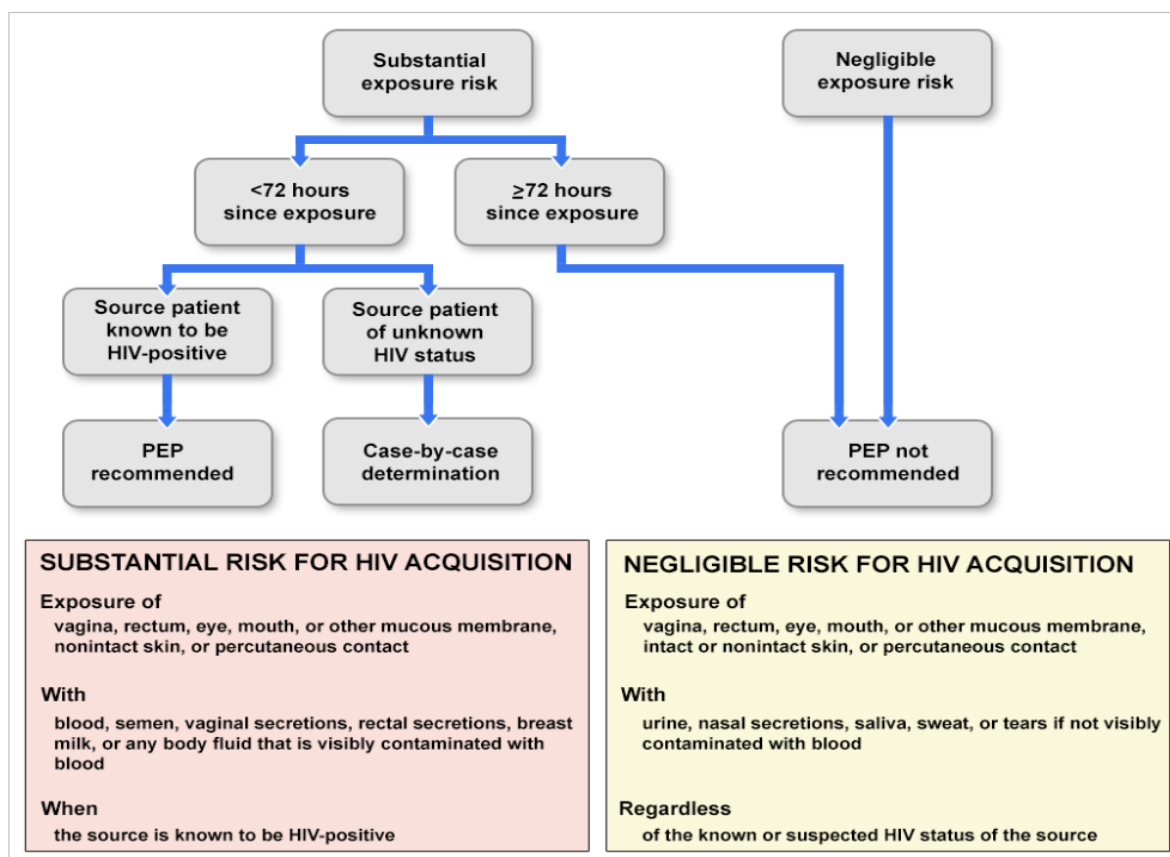 Substantial
exposure risk
Negligible
exposure risk
<72 hours
since exposure
≥72 hours
since exposure
Source patient
known to be
HIV-positive
Source patient
of unknown
HIV status
PEP
recommended
Case-by-case
determination
PEP not
recommended
SUBSTANTIAL RISK FOR HIV ACQUISITION
Exposure of
vagina, rectum, eye, mouth, or other mucous membrane,
nonintact skin, or percutaneous contact
With
blood, semen, vaginal secretions, rectal secretions, breast
milk, or any body fluid that is visibly contaminated with
blood
When
the source is known to be HIV-positive
NEGLIGIBLE RISK FOR HIV ACQUISITION
Exposure of
vagina, rectum, eye, mouth, or other mucous membrane,
intact or nonintact skin, or percutaneous contact
With
urine, nasal secretions, saliva, sweat, or tears if not visibly
contaminated with blood
Regardless
of the known or suspected HIV status of the source